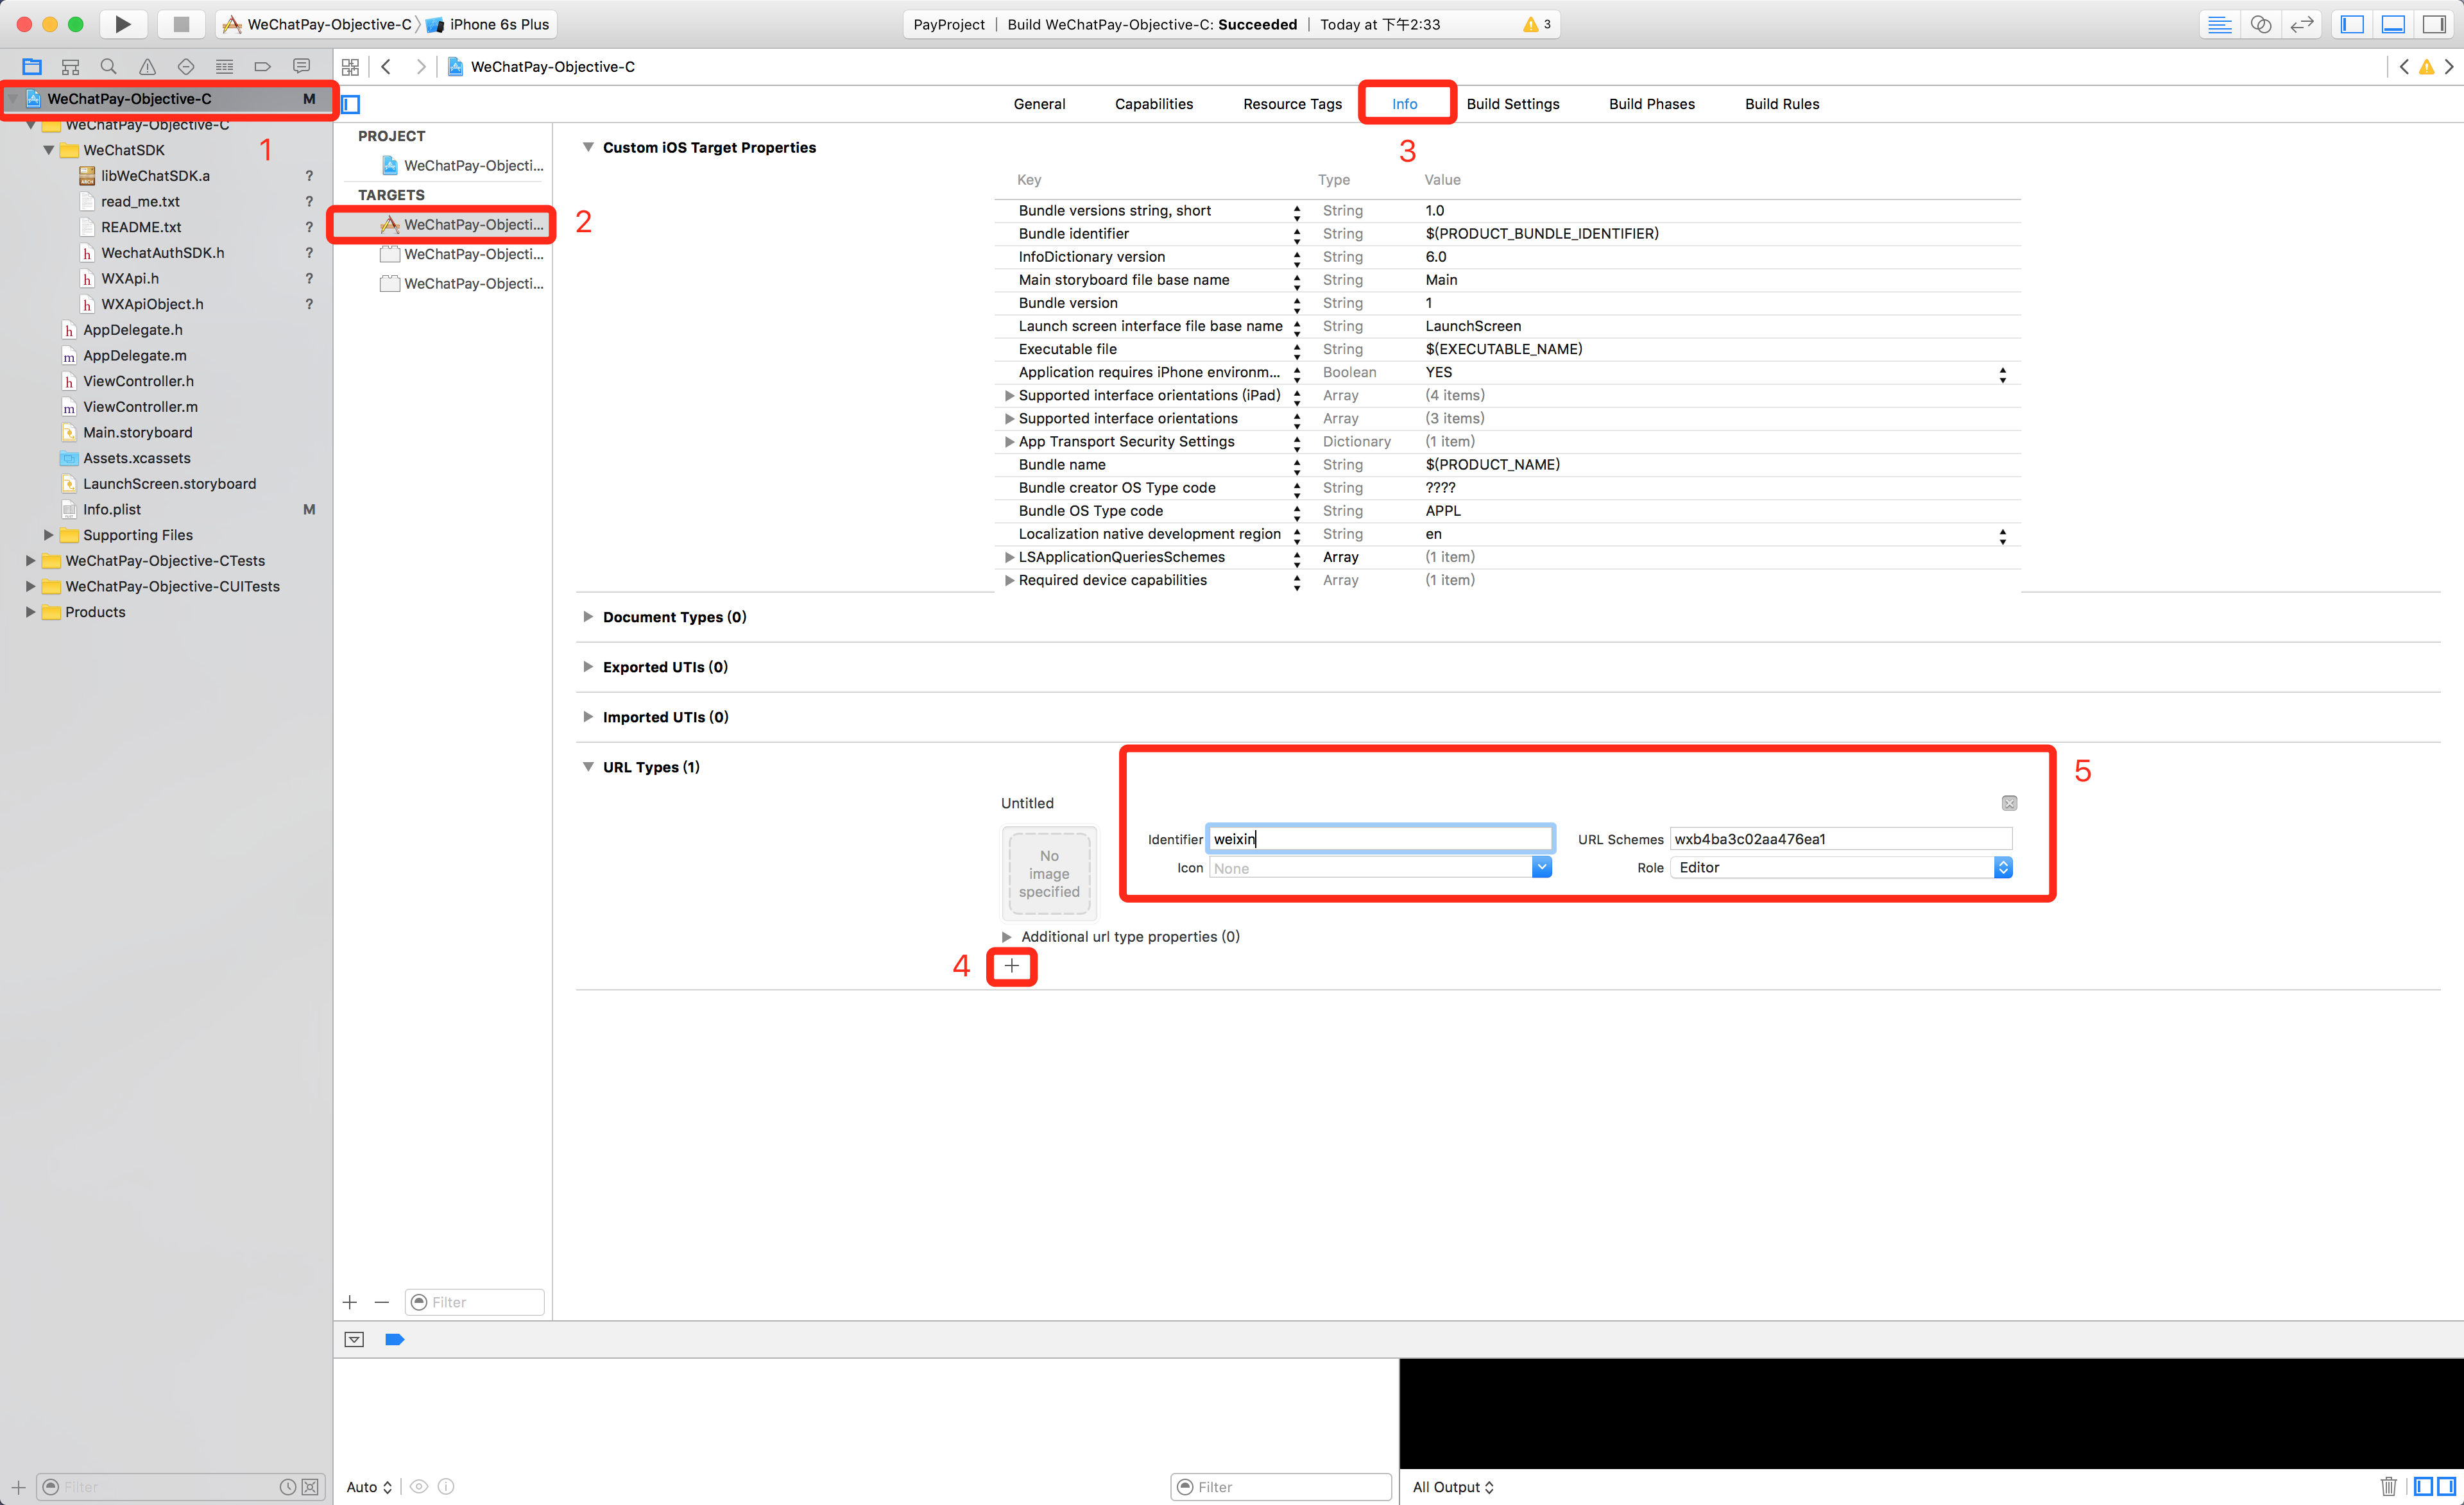 WeChatPay-Objective-C iPhone 6s Plus
PayProject | Build WeChatPay-Objective-C: Succeeded | Today at 下午2:33
3
WeChatPay-Objective-C
WeChatPay-Objective-C M
WeChatPay-Objective-C
1
WeChatSDK
libWeChatSDK.a ?
read_me.txt ?
README.txt ?
WechatAuthSDK.h ?
WXApi.h ?
WXApiObject.h ?
AppDelegate.h
AppDelegate.m
ViewController.h
ViewController.m
Main.storyboard
Assets.xcassets
LaunchScreen.storyboard
Info.plist M
Supporting Files
WeChatPay-Objective-CTests
WeChatPay-Objective-CUITests
Products
Filter
PROJECT
WeChatPay-Objecti...
TARGETS
WeChatPay-Objecti...
2
WeChatPay-Objecti...
WeChatPay-Objecti...
Filter
General Capabilities Resource Tags Info Build Settings Build Phases Build Rules
3
Custom iOS Target Properties
Key Type Value
Bundle versions string, short String 1.0
Bundle identifier String $(PRODUCT_BUNDLE_IDENTIFIER)
InfoDictionary version String 6.0
Main storyboard file base name String Main
Bundle version String 1
Launch screen interface file base name String LaunchScreen
Executable file String $(EXECUTABLE_NAME)
Application requires iPhone environm... Boolean YES
Supported interface orientations (iPad) Array (4 items)
Supported interface orientations Array (3 items)
App Transport Security Settings Dictionary (1 item)
Bundle name String $(PRODUCT_NAME)
Bundle creator OS Type code String ????
Bundle OS Type code String APPL
Localization native development region String en
LSApplicationQueriesSchemes Array (1 item)
Required device capabilities Array (1 item)
Document Types (0)
Exported UTIs (0)
Imported UTIs (0)
URL Types (1)
5
Untitled
No image specified
Identifier weixin URL Schemes wxb4ba3c02aa476ea1
Icon None Role Editor
Additional url type properties (0)
4
Auto
Filter
All Output